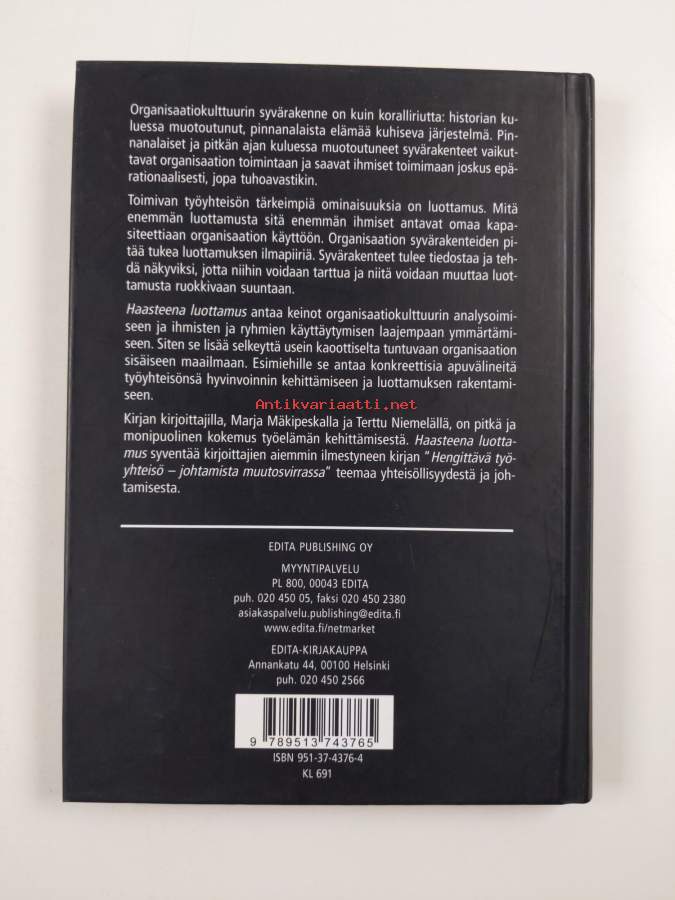 Organisaatiokulttuurin syvärakenne on kuin koralliriutta: historian ku-
luessa muotoutunut, pinnanalaista elämää kuhiseva järjestelmä. Pin-
nanalaiset ja pitkän ajan kuluessa muotoutuneet syvärakenteet vaikut-
tavat organisaation toimintaan ja saavat ihmiset toimimaan joskus epä-
rationaalisesti, jopa tuhoavastikin.
Toimivan työyhteisön tärkeimpiä ominaisuuksia on luottamus. Mitä
enemmän luottamusta sitä enemmän ihmiset antavat omaa kapa-
siteettiaan organisaation käyttöön. Organisaation syvärakenteiden pi-
tää tukea luottamuksen ilmapiiriä. Syvärakenteet tulee tiedostaa ja teh-
dä näkyviksi, jotta niihin voidaan tarttua ja niitä voidaan muuttaa luot-
tamusta ruokkivaan suuntaan.
Haasteena luottamus antaa keinot organisaatiokulttuurin analysoimi-
seen ja ihmisten ja ryhmien käyttäytymisen laajempaan ymmärtämi-
seen. Siten se lisää selkeyttä usein kaoottiselta tuntuvaan organisaation
sisäiseen maailmaan. Esimiehille se antaa konkreettisia apuvälineitä
työyhteisönsä hyvinvoinnin kehittämiseen ja luottamuksen rakentami-
seen.
Antikvariaatti.net
Kirjan kirjoittajilla, Marja Mäkipeskalla ja Terttu Niemelällä, on pitkä ja
monipuolinen kokemus työelämän kehittämisestä. Haasteena luotta-
mus syventää kirjoittajien aiemmin ilmestyneen kirjan "Hengittävä työ-
yhteisö – johtamista muutosvirrassa" teemaa yhteisöllisyydestä ja joh-
tamisesta.
EDITA PUBLISHING OY
MYYNTIPALVELU
PL 800, 00043 EDITA
puh. 020 450 05, faksi 020 450 2380
asiakaspalvelu.publishing@edita.fi
www.edita.fi/netmarket
EDITA-KIRJAKAUPPA
Annankatu 44, 00100 Helsinki
puh. 020 450 2566
9 789513 743765
ISBN 951-37-4376-4
KL 691